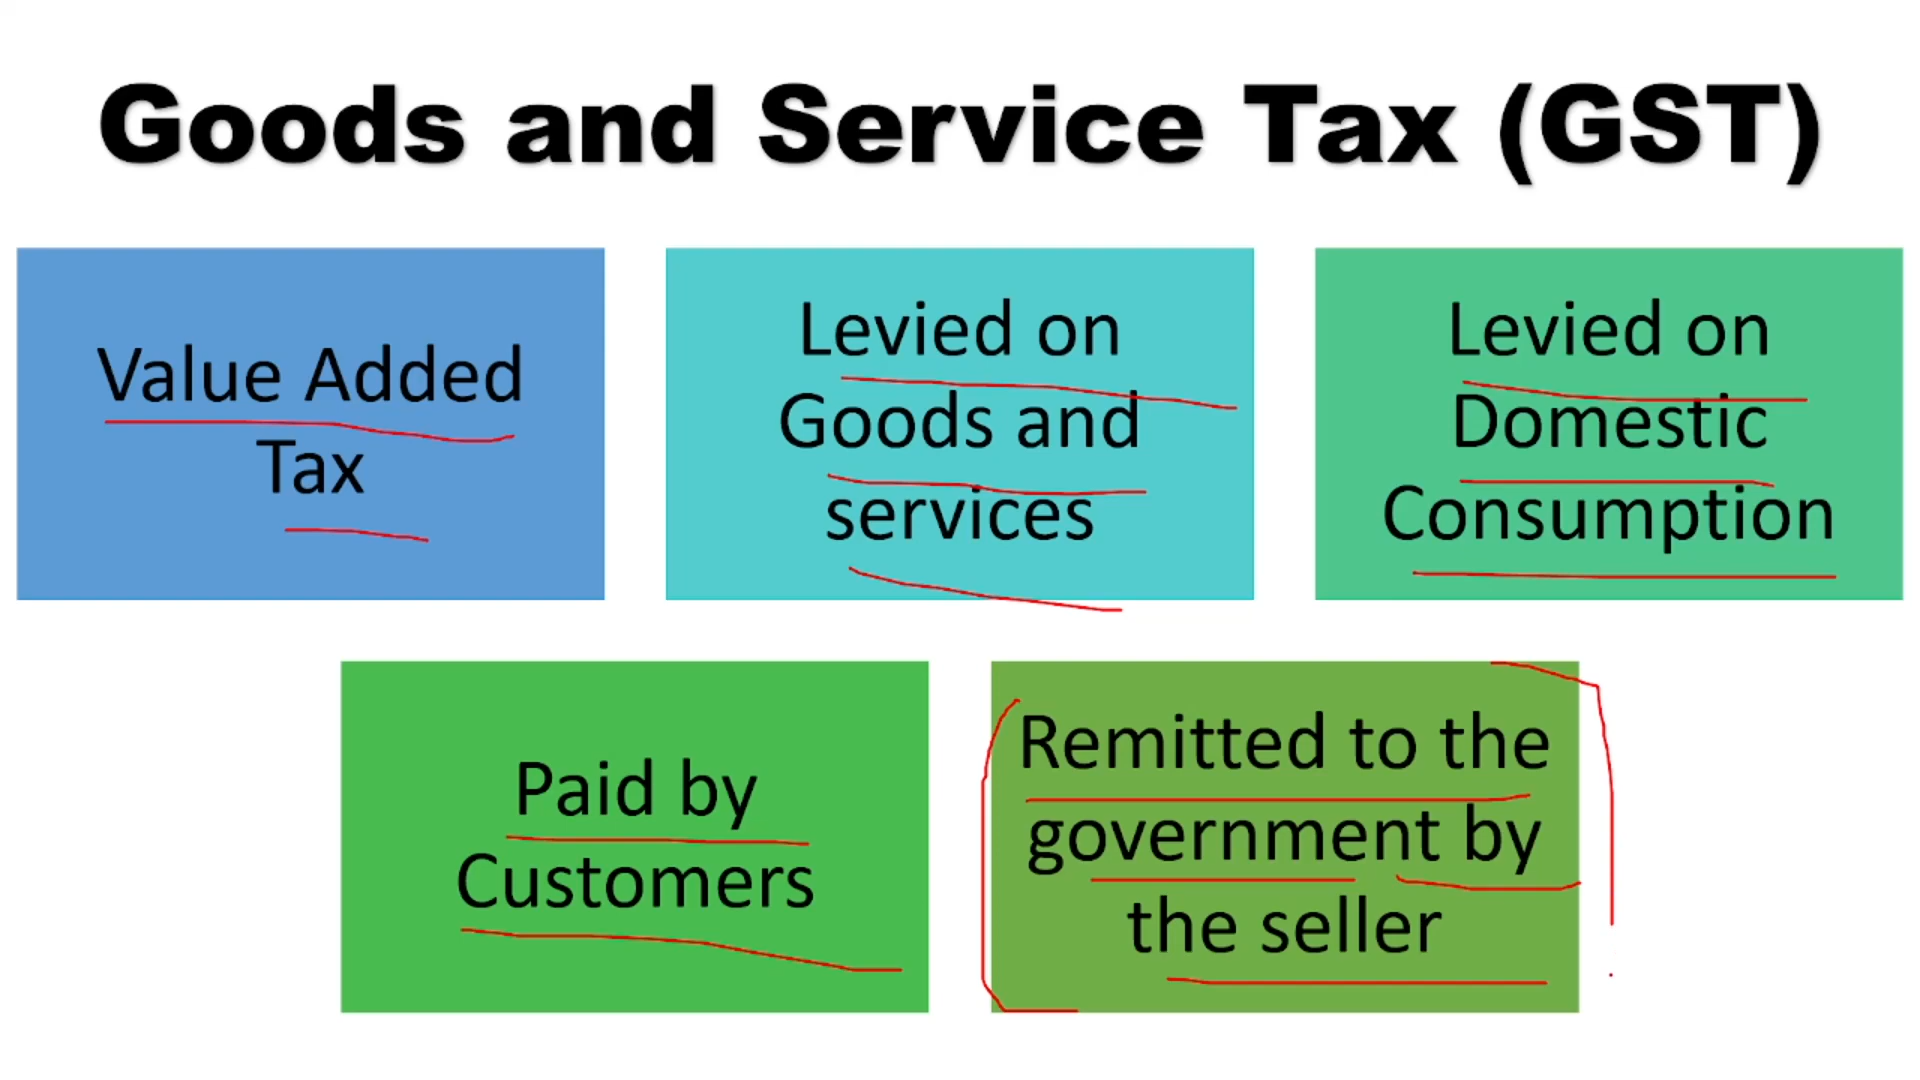 Goods and Service Tax (GST)
Value Added
Tax
Levied on
Goods and
services
Levied on
Domestic
Consumption
Paid by
Customers
Remitted to the
government by
the seller